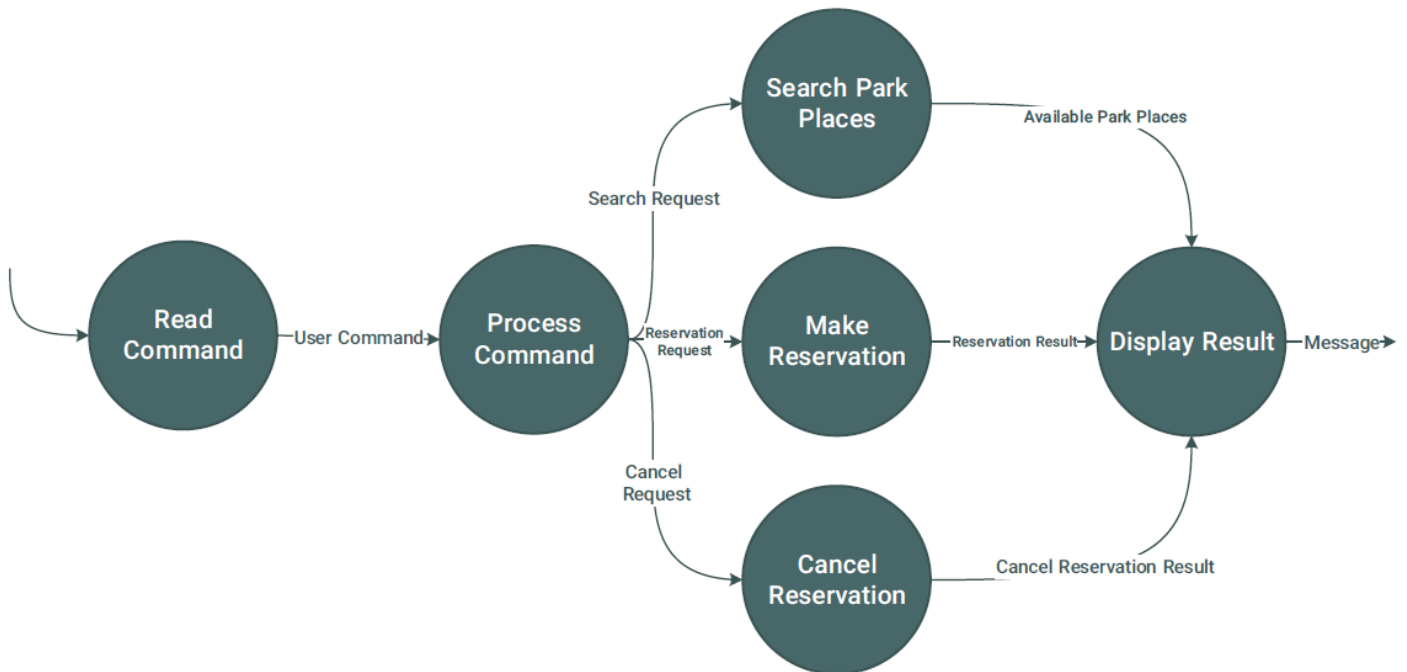 Search Park
Places
Available Park Places
Search Request
Read
Command
User Command
Process
Command
Reservation
Request
Make
Reservation
Reservation Result
Display Result
Message
Cancel
Request
Cancel
Reservation
Cancel Reservation Result